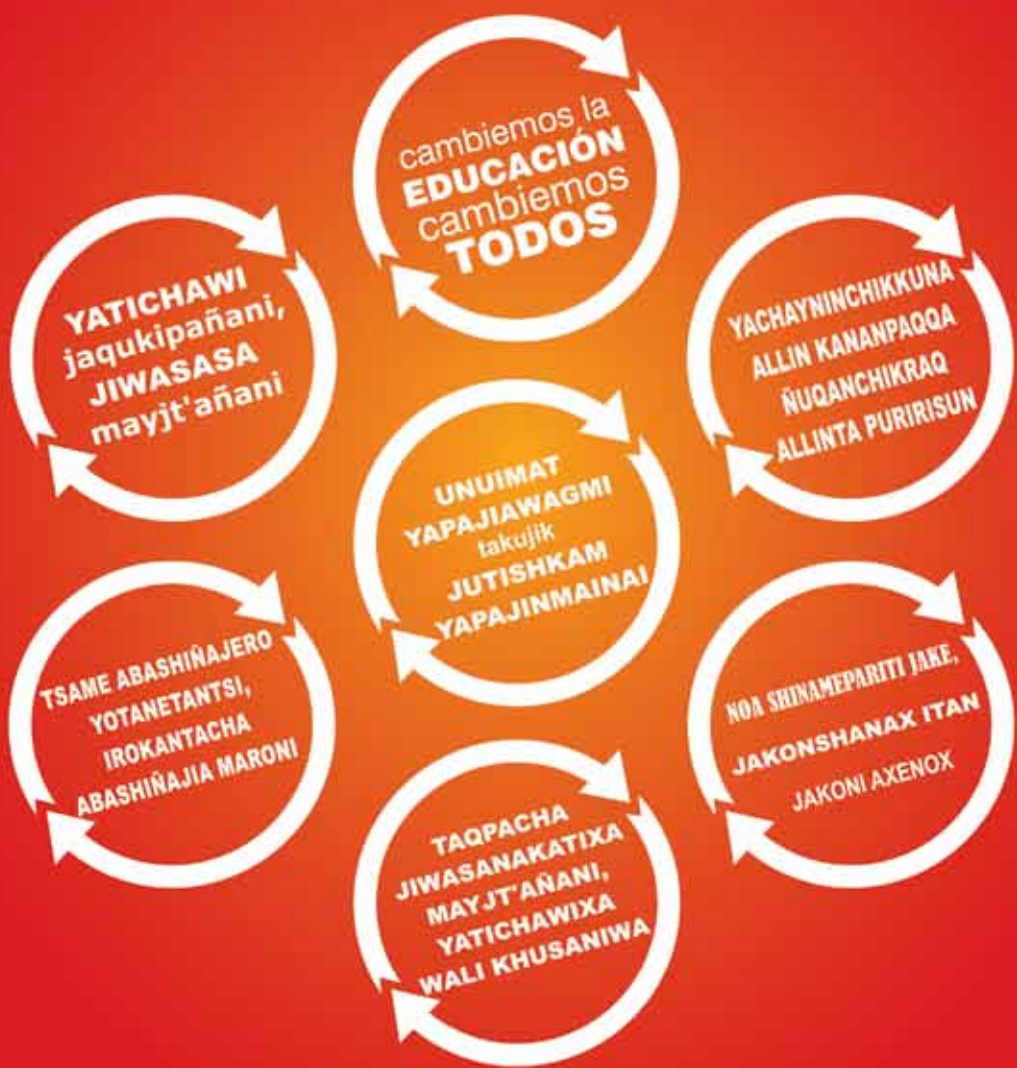 cambiemos la
EDUCACIÓN
cambiemos
TODOS
YATICHAWI
jaqukipañani,
JIWASASA
mayjt'añani
YACHAYNINCHIKKUNA
ALLIN KANANPAQQA
ÑUQANCHIKRAQ
ALLINTA PURIRISUN
UNUIMAT
YAPAJIAWAGMI
takujik
JUTISHKAM
YAPAJINMAINAI
TSAME ABASHIÑAJERO
YOTANETANTSI,
IROKANTACHA
ABASHIÑAJIA MARONI
NOA SHINAMEPARITI JAKE,
JAKONSHANAX ITAN
JAKONI AXENOX
TAQPACHA
JIWASANAKATIXA
MAYJT'AÑANI,
YATICHAWIXA
WALI KHUSANIWA